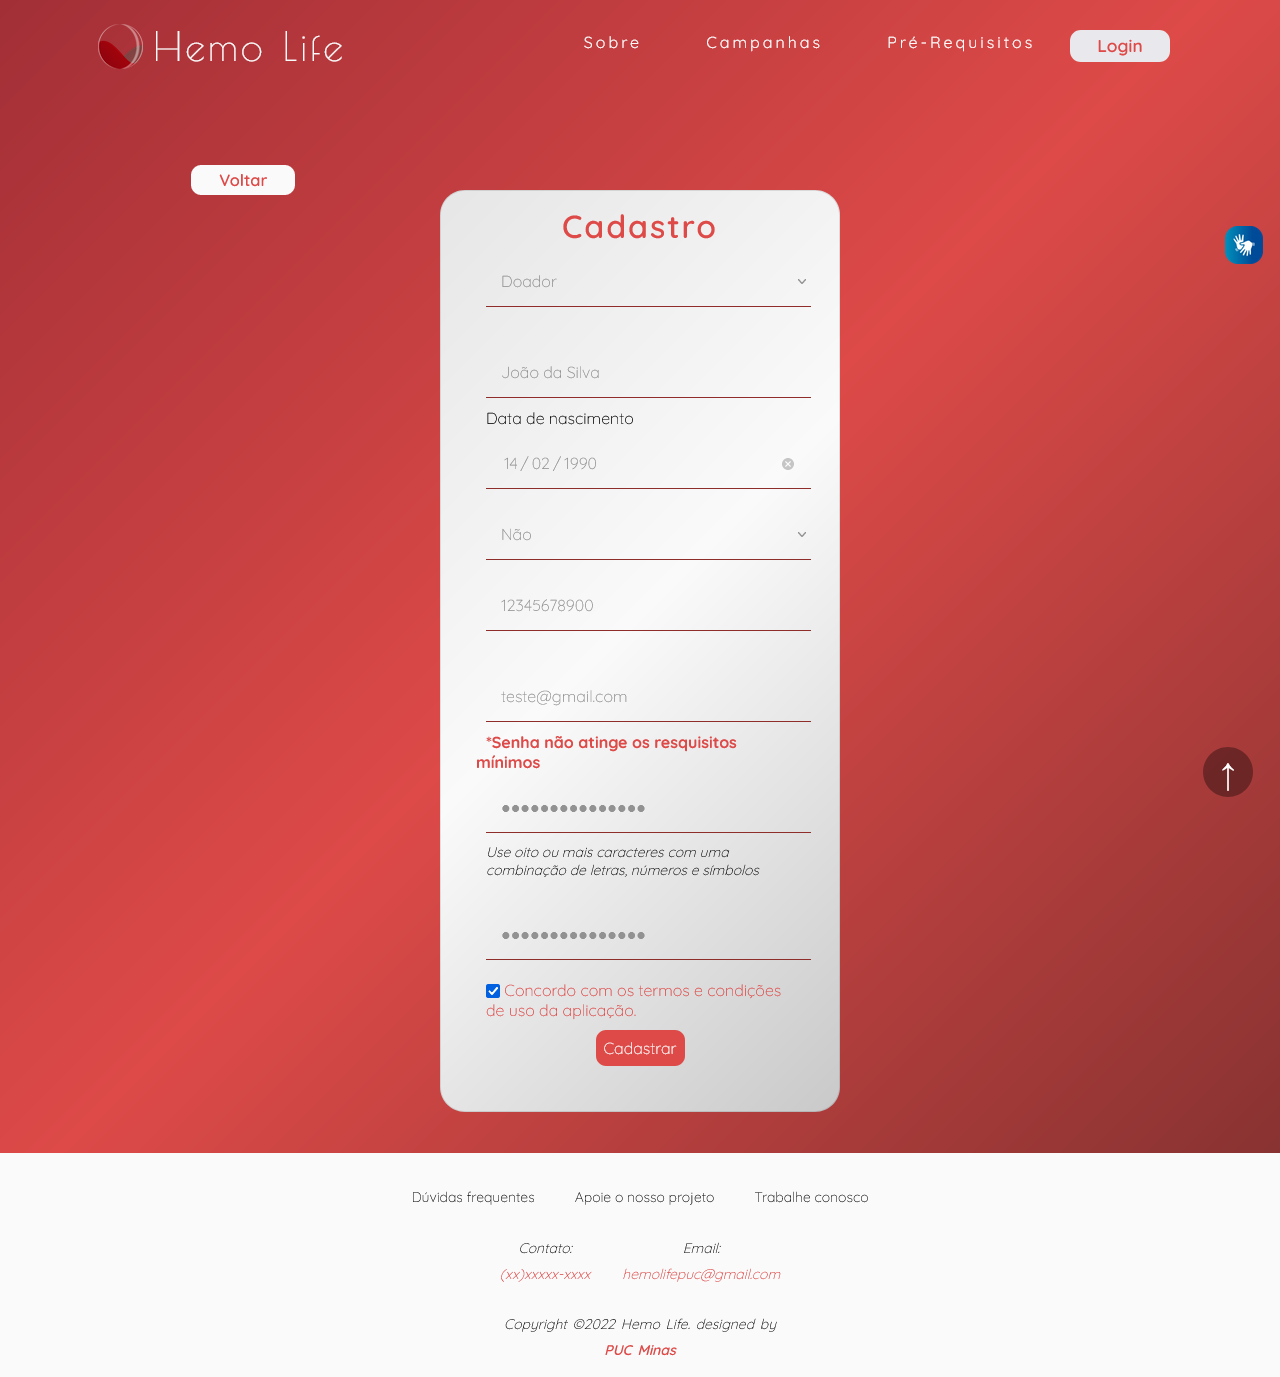 Hemo Life
Sobre
Campanhas
Pré-Requisitos
Login
Voltar
Cadastro
Doador
João da Silva
Data de nascimento
14 / 02 / 1990
Não
12345678900
teste@gmail.com
*Senha não atinge os resquisitos
mínimos
Use oito ou mais caracteres com uma
combinação de letras, números e símbolos
Concordo com os termos e condições
de uso da aplicação.
Cadastrar
Dúvidas frequentes
Apoie o nosso projeto
Trabalhe conosco
Contato:
(xx)xxxxx-xxxx
Email:
hemolifepuc@gmail.com
Copyright ©2022 Hemo Life. designed by
PUC Minas